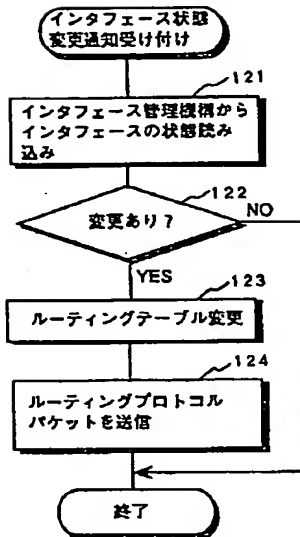 インタフェース状態
変更通知受け付け
121
インタフェース管理機構から
インタフェースの状態読み
込み
122
変更あり?
NO
YES
123
ルーティングテーブル変更
124
ルーティングプロトコル
パケットを送信
終了